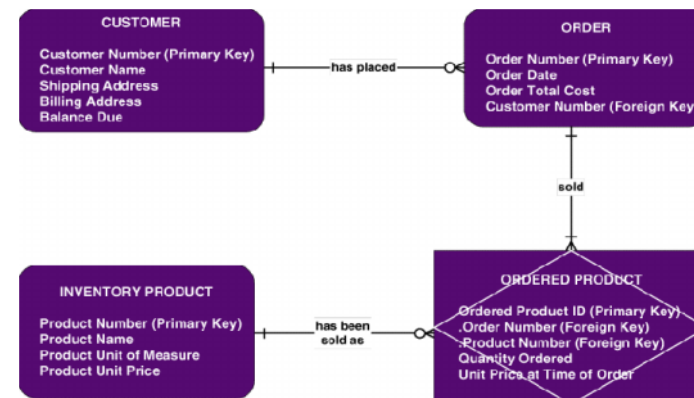 CUSTOMER
Customer Number (Primary Key)
Customer Name
Shipping Address
Billing Address
Balance Due
has placed
ORDER
Order Number (Primary Key)
Order Date
Order Total Cost
Customer Number (Foreign Key
sold
INVENTORY PRODUCT
Product Number (Primary Key)
Product Name
Product Unit of Measure
Product Unit Price
has been
sold as
ORDERED PRODUCT
Ordered Product ID (Primary Key)
.Order Number (Foreign Key)
.Product Number (Foreign Key)
Quantity Ordered
Unit Price at Time of Order